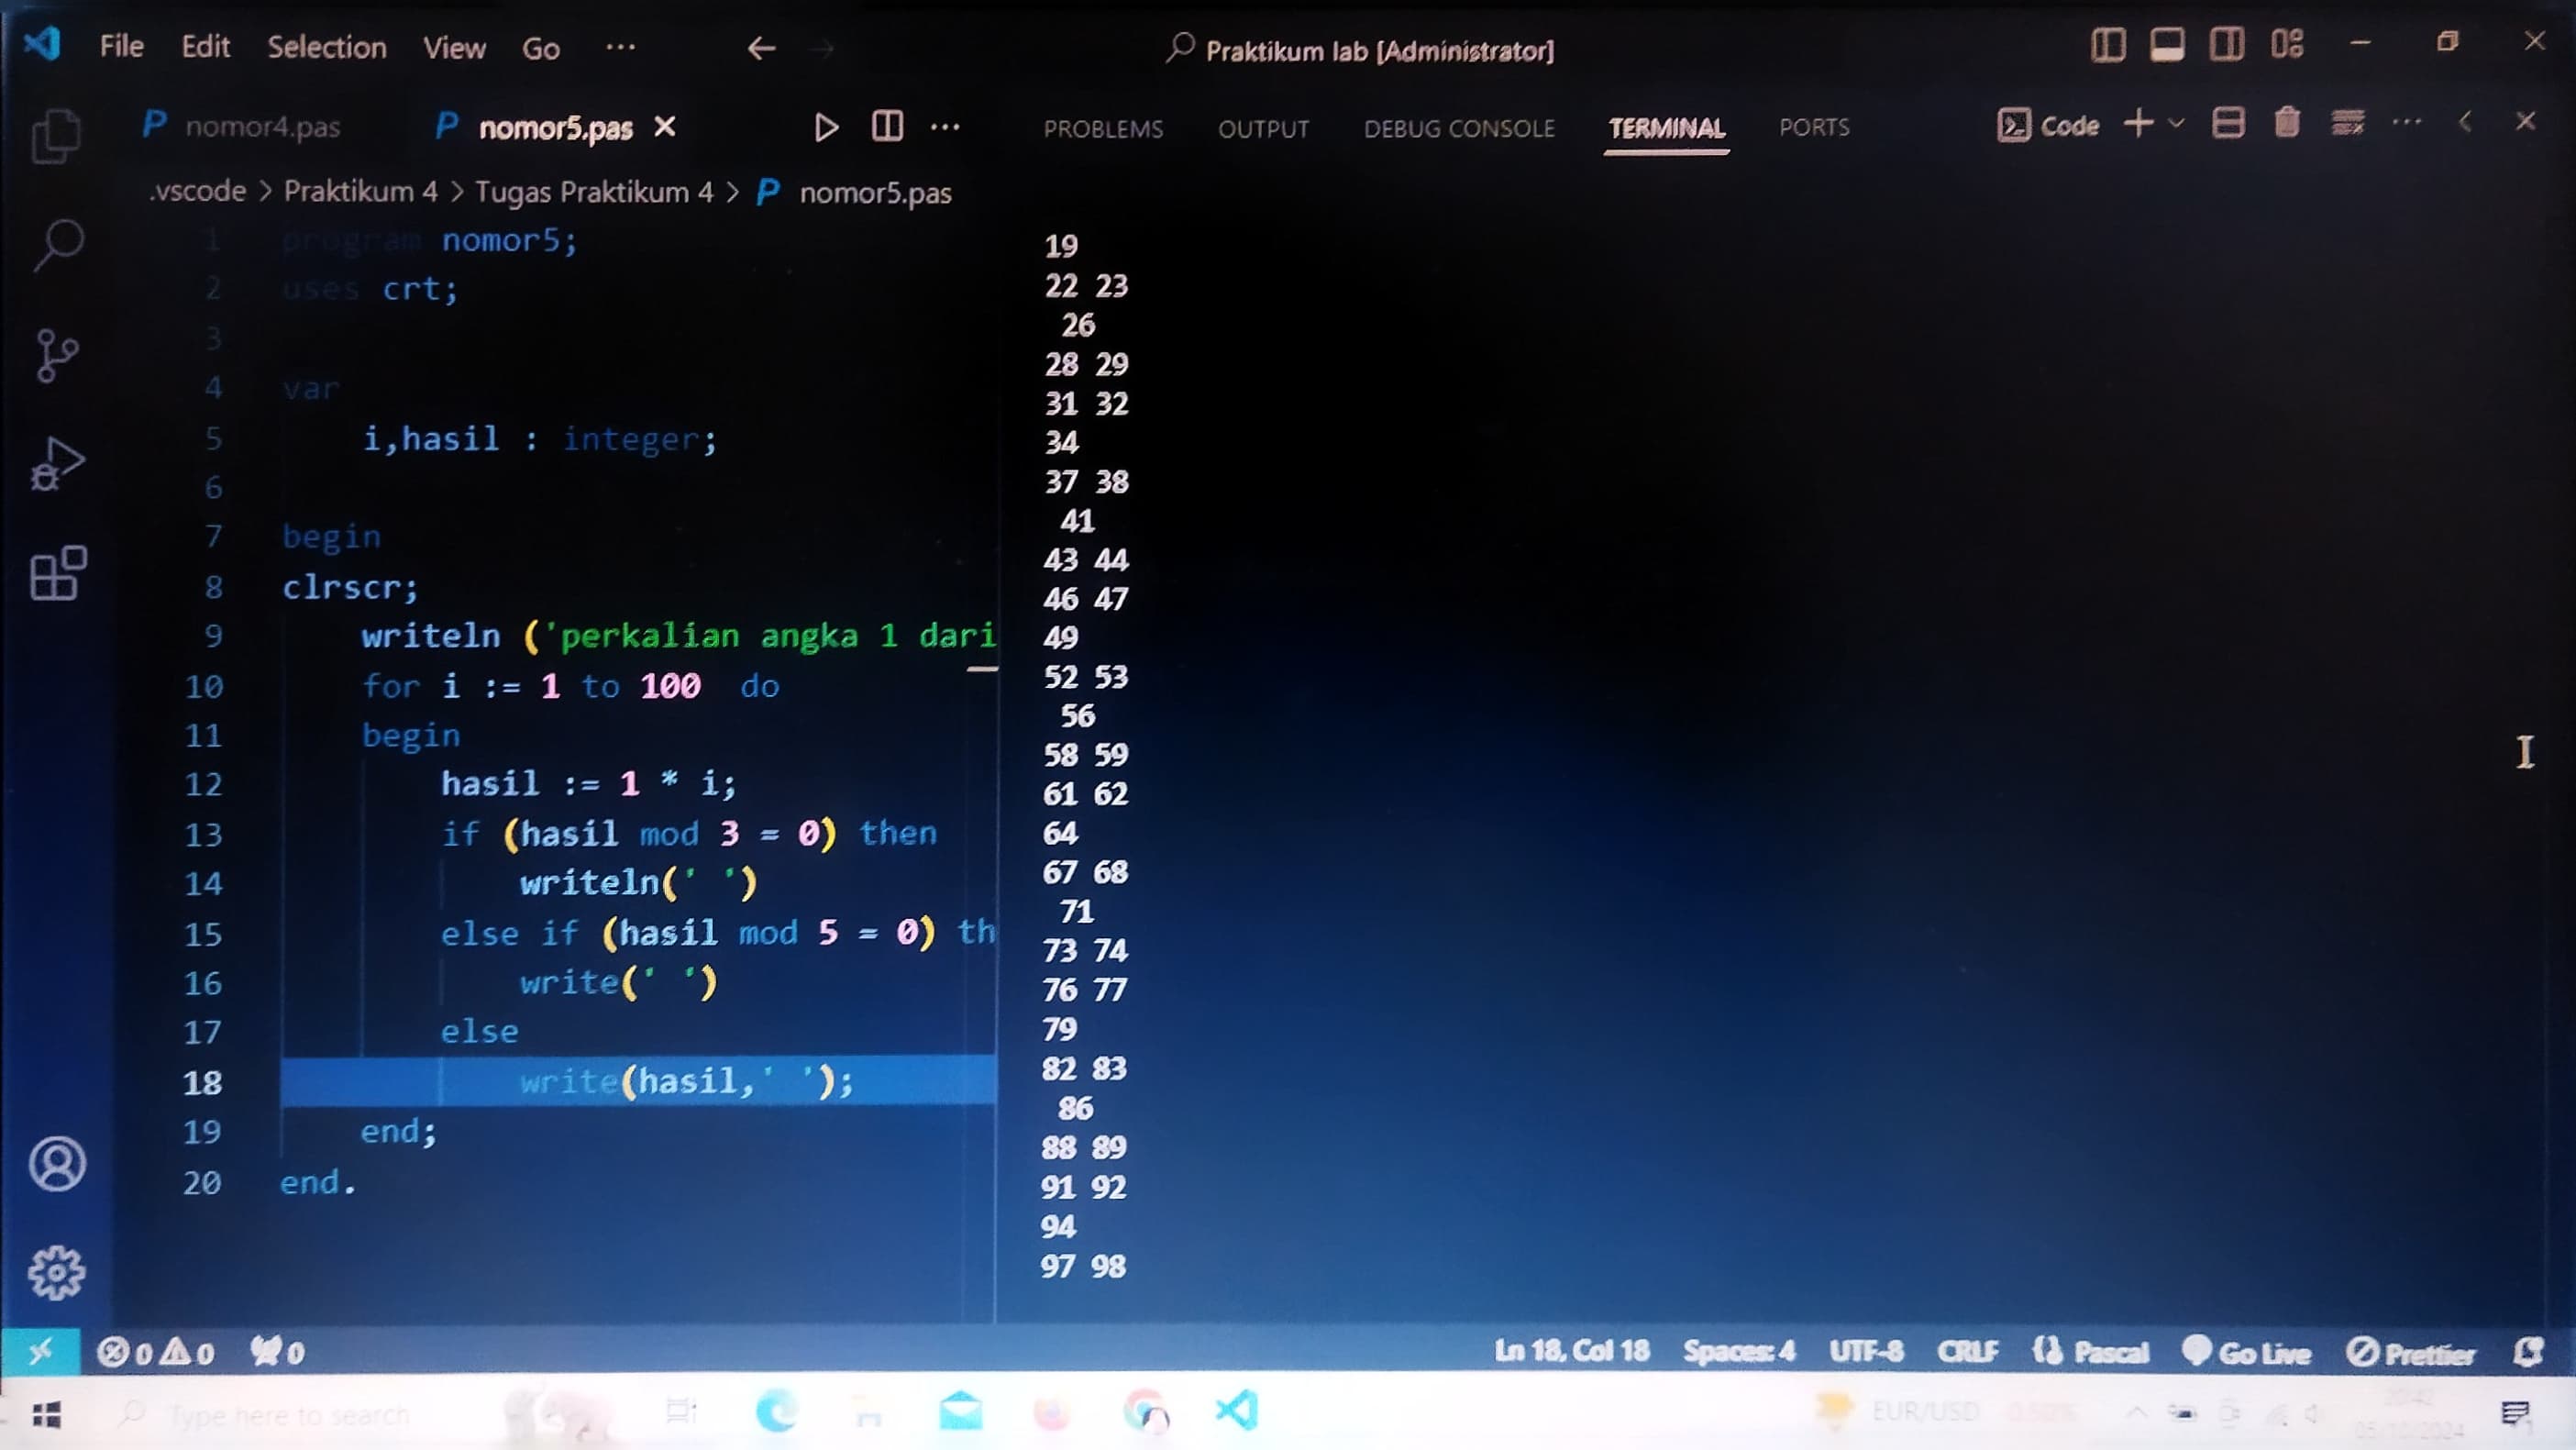 File Edit Selection View Go ... Praktikum lab [Administrator]
nomor4.pas nomor5.pas
PROBLEMS OUTPUT DEBUG CONSOLE TERMINAL PORTS Code
.vscode > Praktikum 4 > Tugas Praktikum 4 > nomor5.pas
1 program nomor5;
2 uses crt;
3
4 var
5 i,hasil : integer;
6
7 begin
8 clrscr;
9 writeln ('perkalian angka 1 dari
10 for i := 1 to 100 do
11 begin
12 hasil := 1 * i;
13 if (hasil mod 3 = 0) then
14 writeln(' ')
15 else if (hasil mod 5 = 0) th
16 write(' ')
17 else
18 write(hasil,' ');
19 end;
20 end.
19
22 23
26
28 29
31 32
34
37 38
41
43 44
46 47
49
52 53
56
58 59
61 62
64
67 68
71
73 74
76 77
79
82 83
86
88 89
91 92
94
97 98
0 0 0 Ln 18, Col 18 Spaces: 4 UTF-8 CRLF Pascal Go Live Prettier
Type here to search EUR/USD